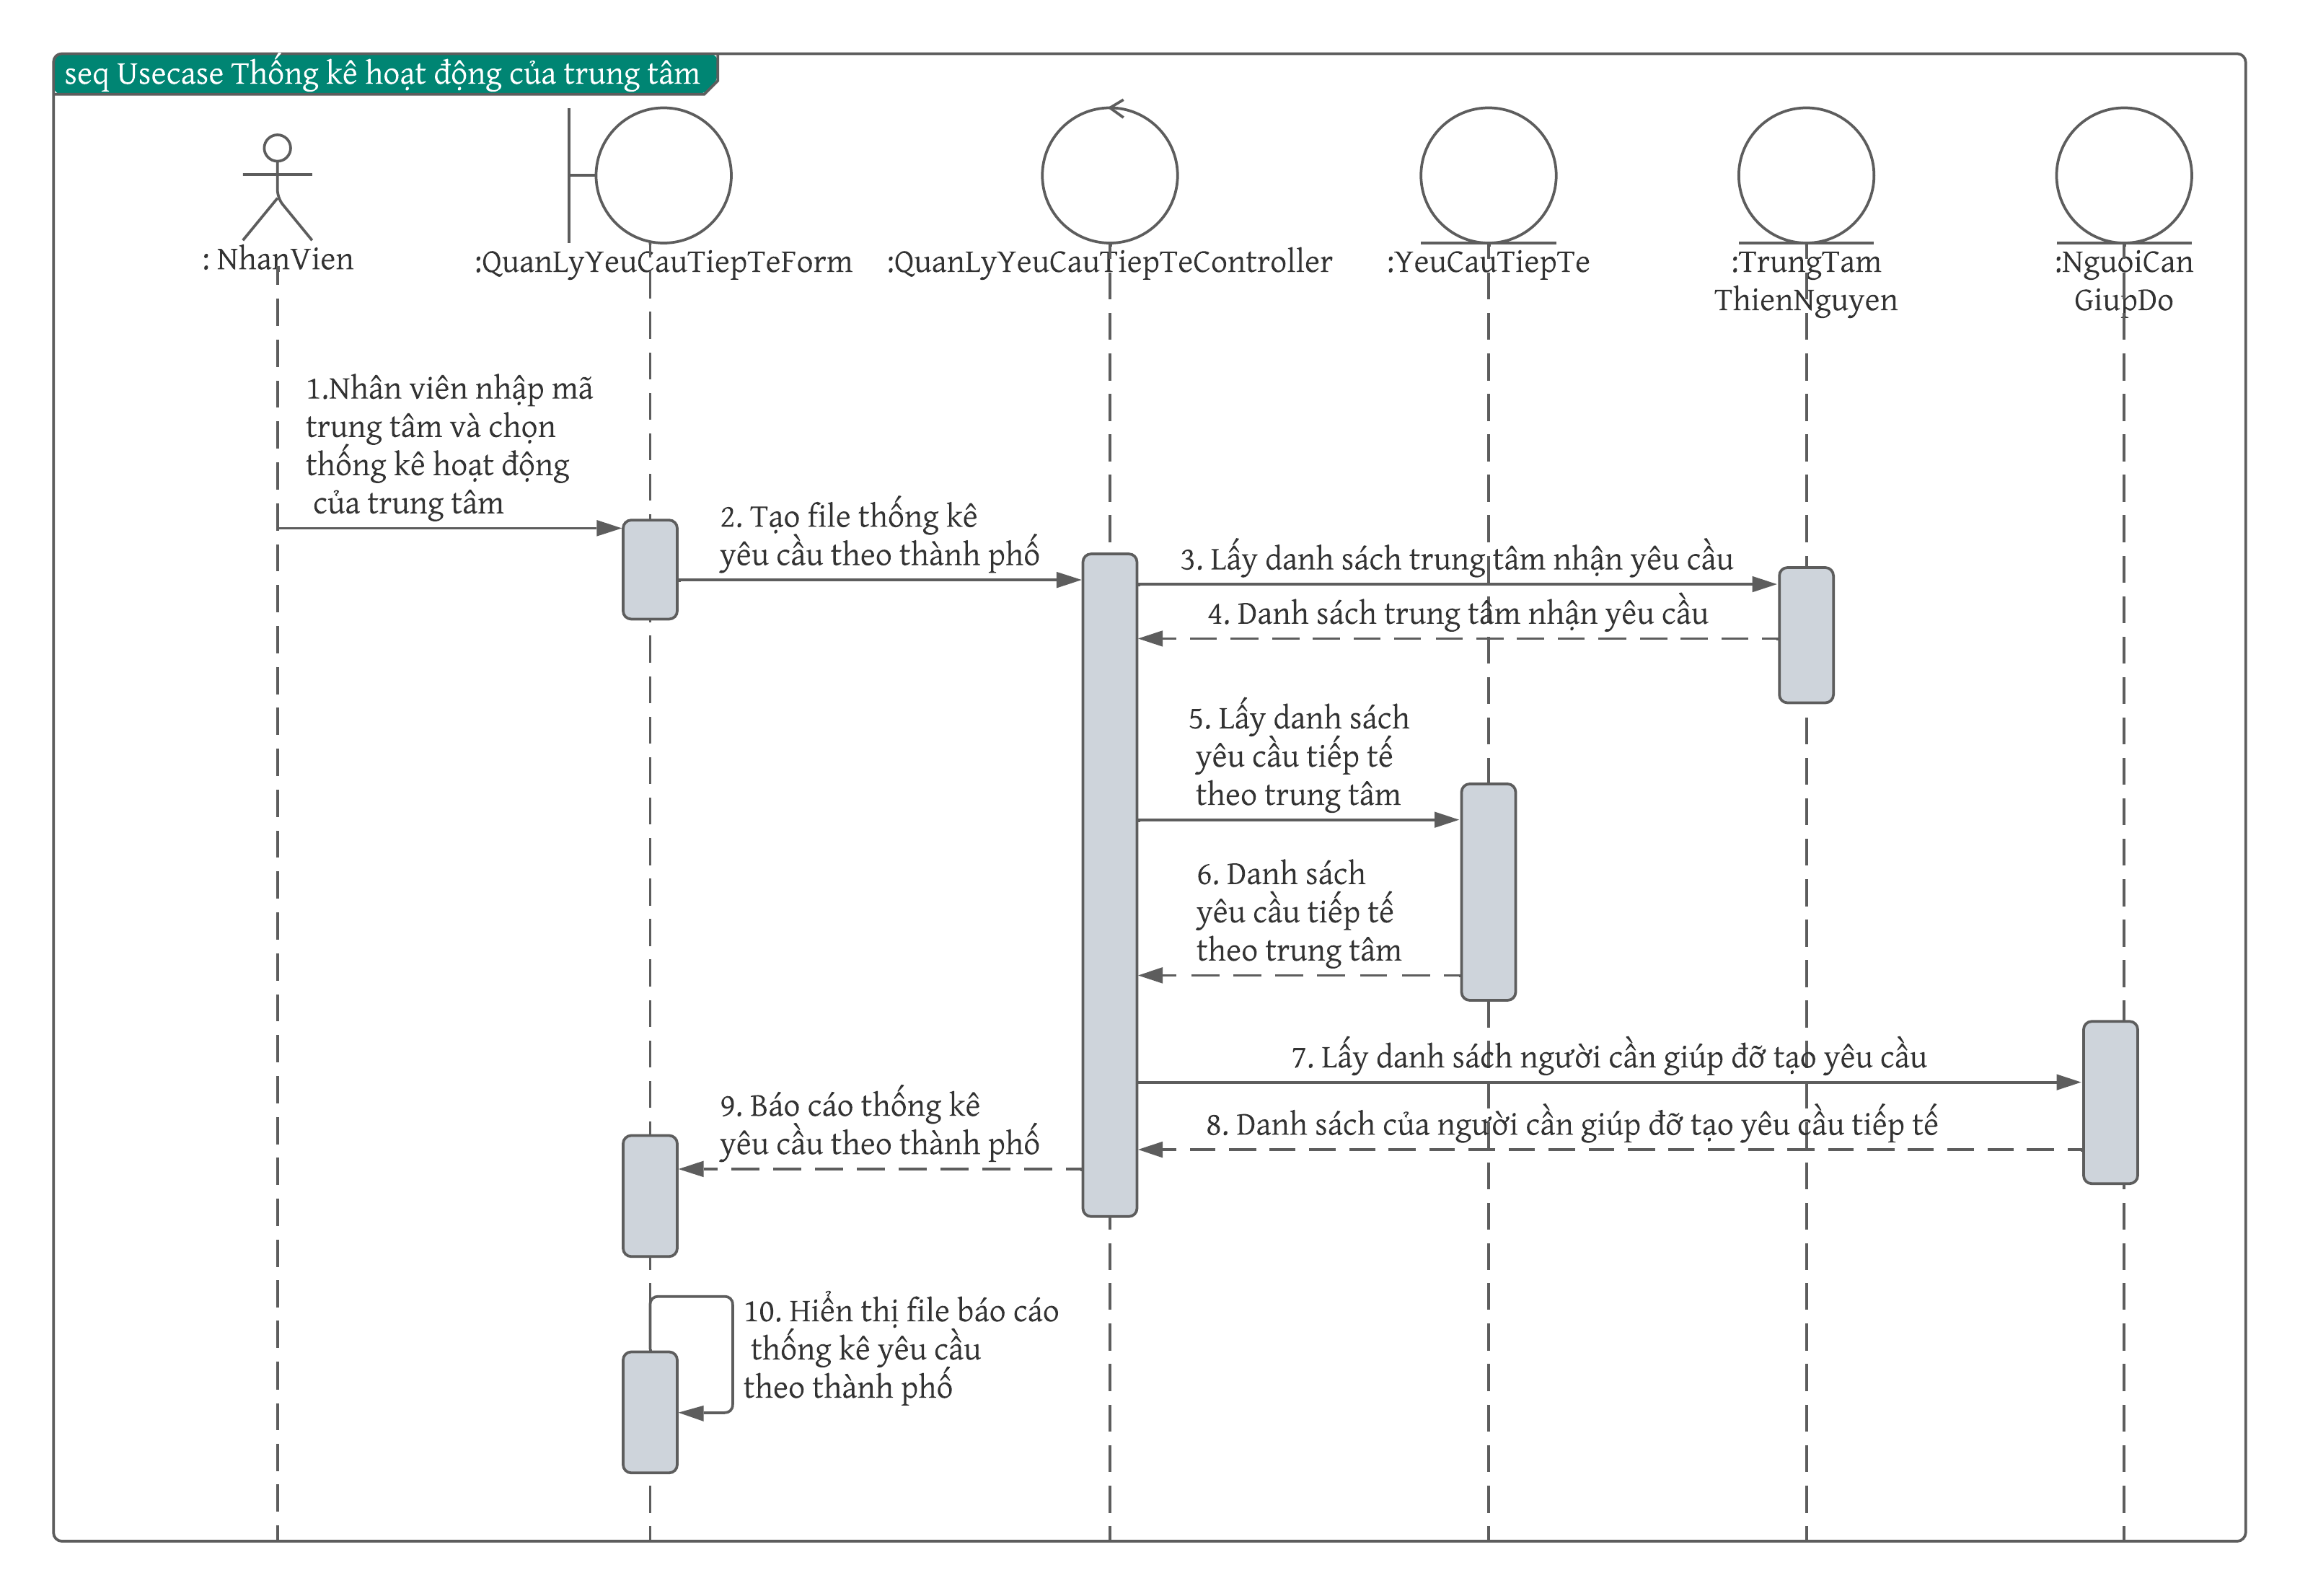 seq Usecase Thống kê hoạt động của trung tâm
: NhanVien
:QuanLyYeuCauTiepTeForm
:QuanLyYeuCauTiepTeController
:YeuCauTiepTe
:TrungTam
ThienNguyen
:NguoiCan
GiupDo
1.Nhân viên nhập mã
trung tâm và chọn
thống kê hoạt động
của trung tâm
2. Tạo file thống kê
yêu cầu theo thành phố
3. Lấy danh sách trung tâm nhận yêu cầu
4. Danh sách trung tâm nhận yêu cầu
5. Lấy danh sách
yêu cầu tiếp tế
theo trung tâm
6. Danh sách
yêu cầu tiếp tế
theo trung tâm
7. Lấy danh sách người cần giúp đỡ tạo yêu cầu
8. Danh sách của người cần giúp đỡ tạo yêu cầu tiếp tế
9. Báo cáo thống kê
yêu cầu theo thành phố
10. Hiển thị file báo cáo
thống kê yêu cầu
theo thành phố